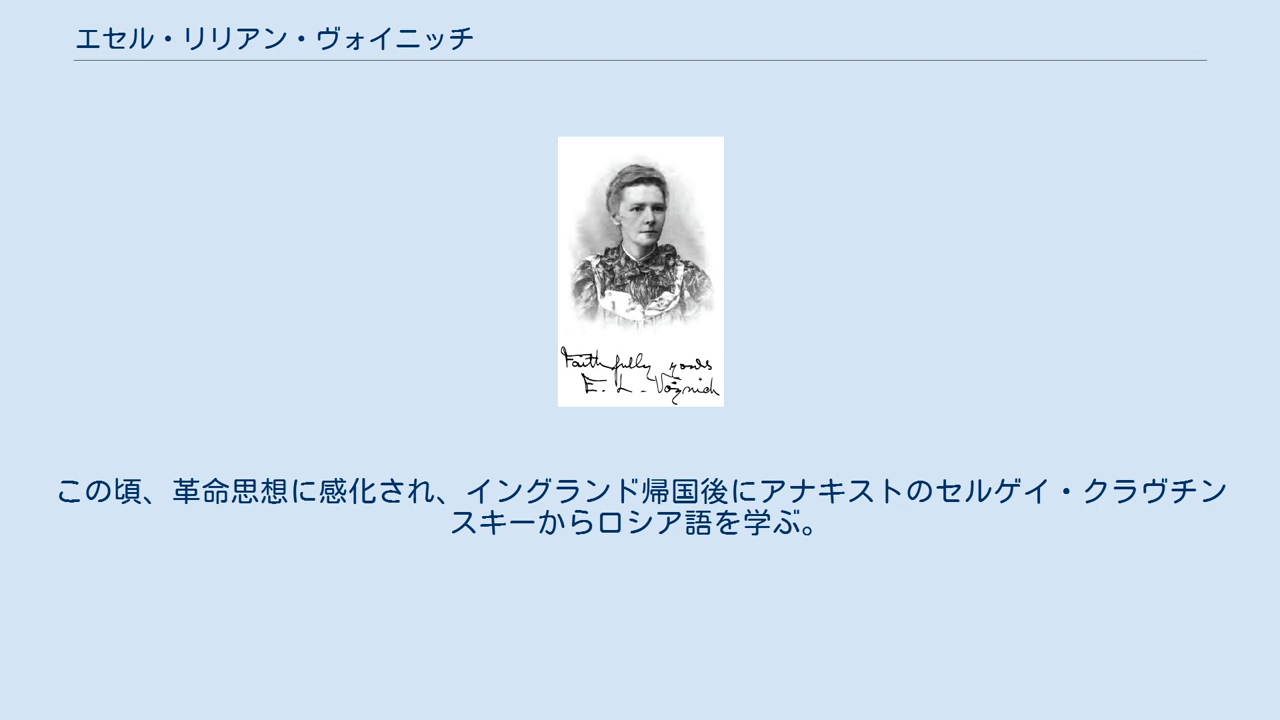 エセル・リリアン・ヴォイニッチ
Faithfully yours
E. L. Voynich
この頃、革命思想に感化され、イングランド帰国後にアナキストのセルゲイ・クラヴチン
スキーからロシア語を学ぶ。